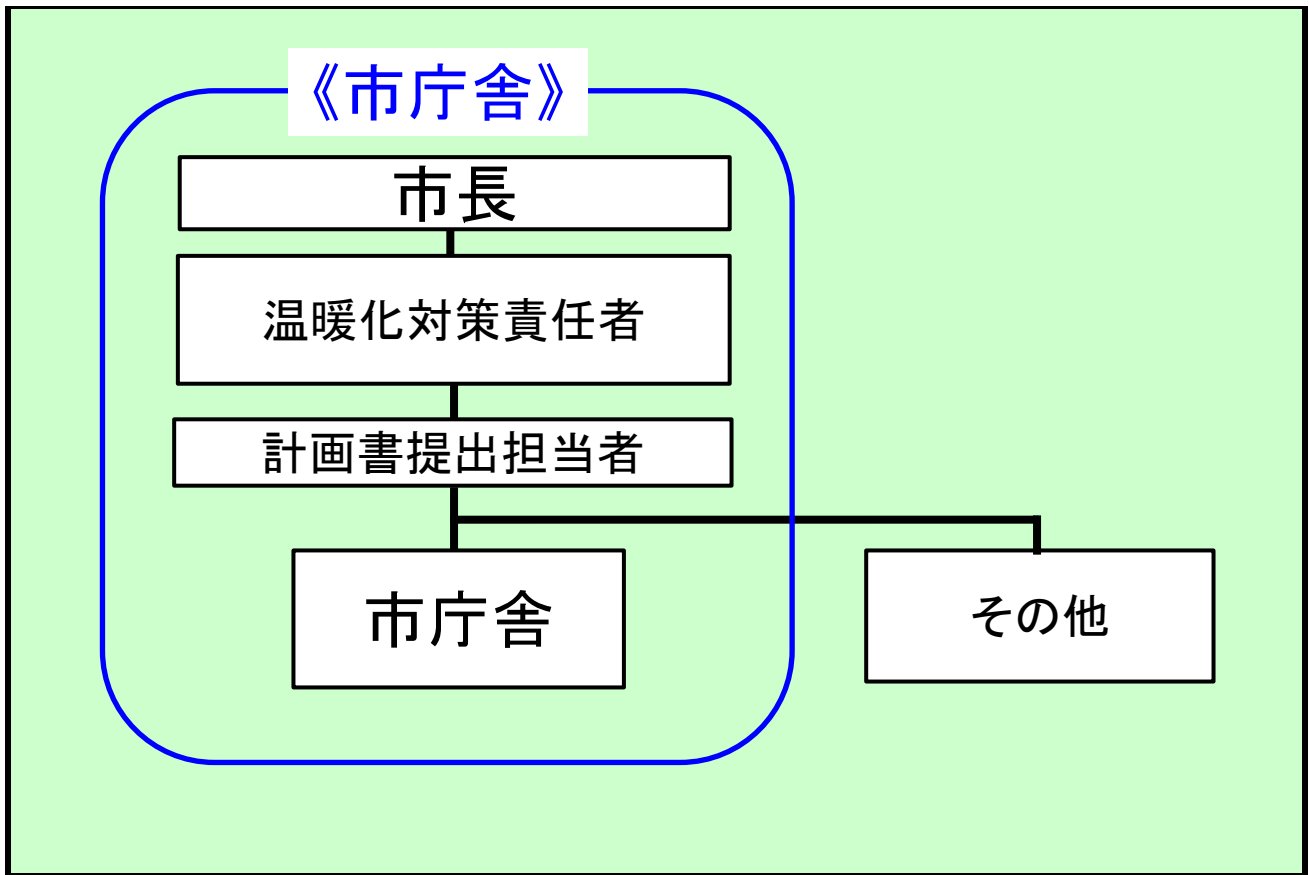 《市庁舎》
市長
温暖化対策責任者
計画書提出担当者
市庁舎
その他